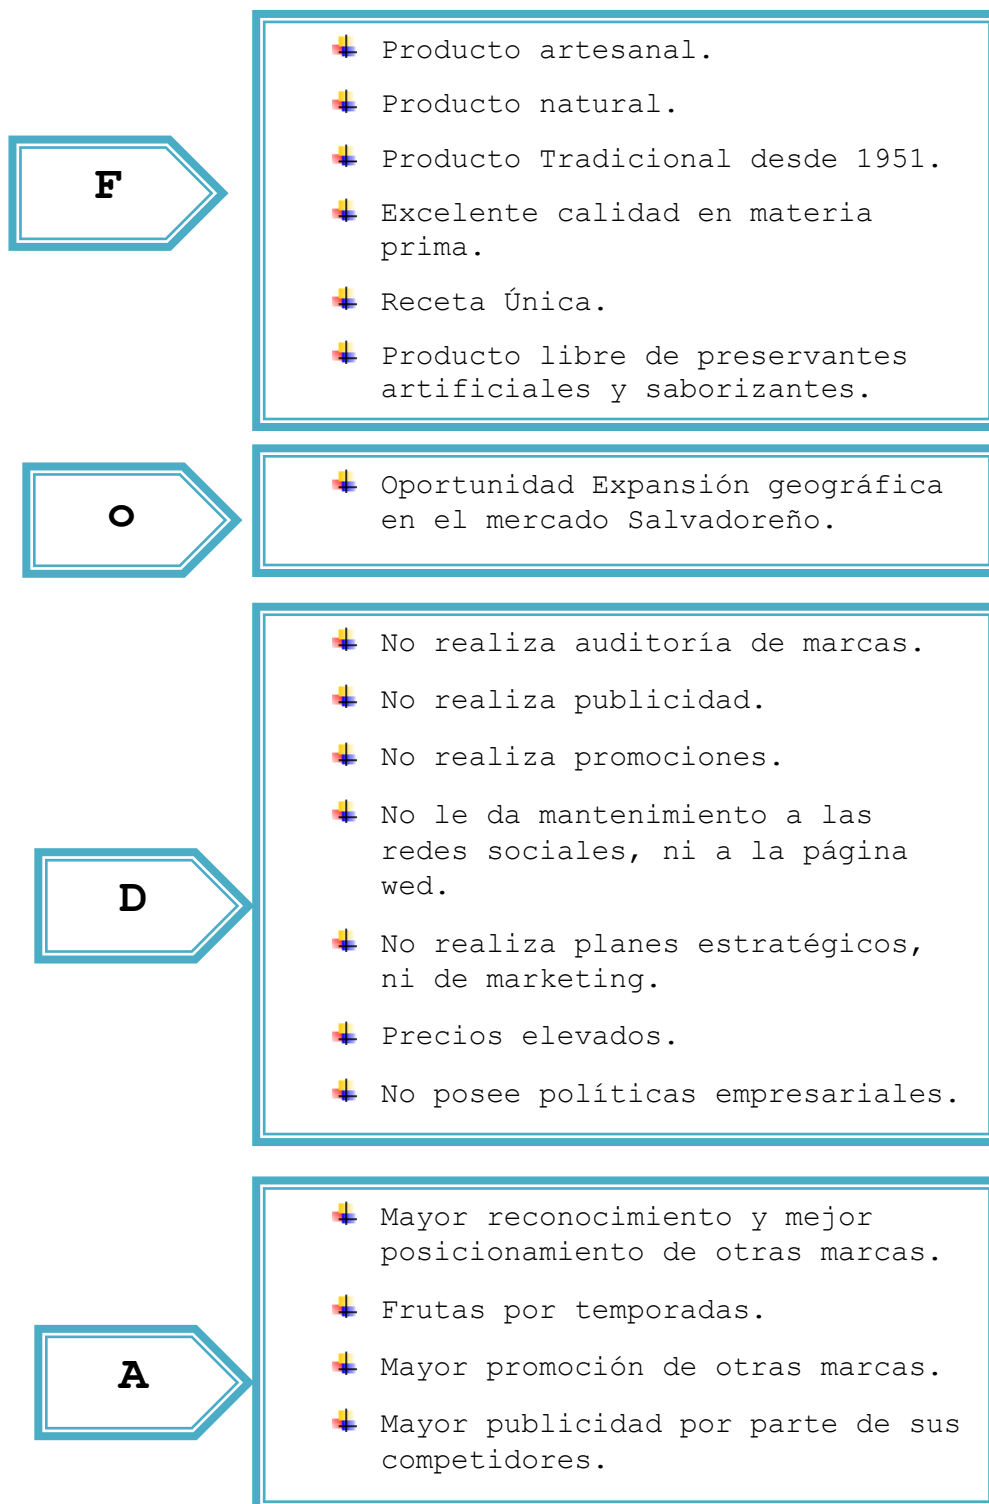 F
Producto artesanal.
Producto natural.
Producto Tradicional desde 1951.
Excelente calidad en materia
prima.
Receta Única.
Producto libre de preservantes
artificiales y saborizantes.
O
Oportunidad Expansión geográfica
en el mercado Salvadoreño.
D
No realiza auditoría de marcas.
No realiza publicidad.
No realiza promociones.
No le da mantenimiento a las
redes sociales, ni a la página
wed.
No realiza planes estratégicos,
ni de marketing.
Precios elevados.
No posee políticas empresariales.
A
Mayor reconocimiento y mejor
posicionamiento de otras marcas.
Frutas por temporadas.
Mayor promoción de otras marcas.
Mayor publicidad por parte de sus
competidores.